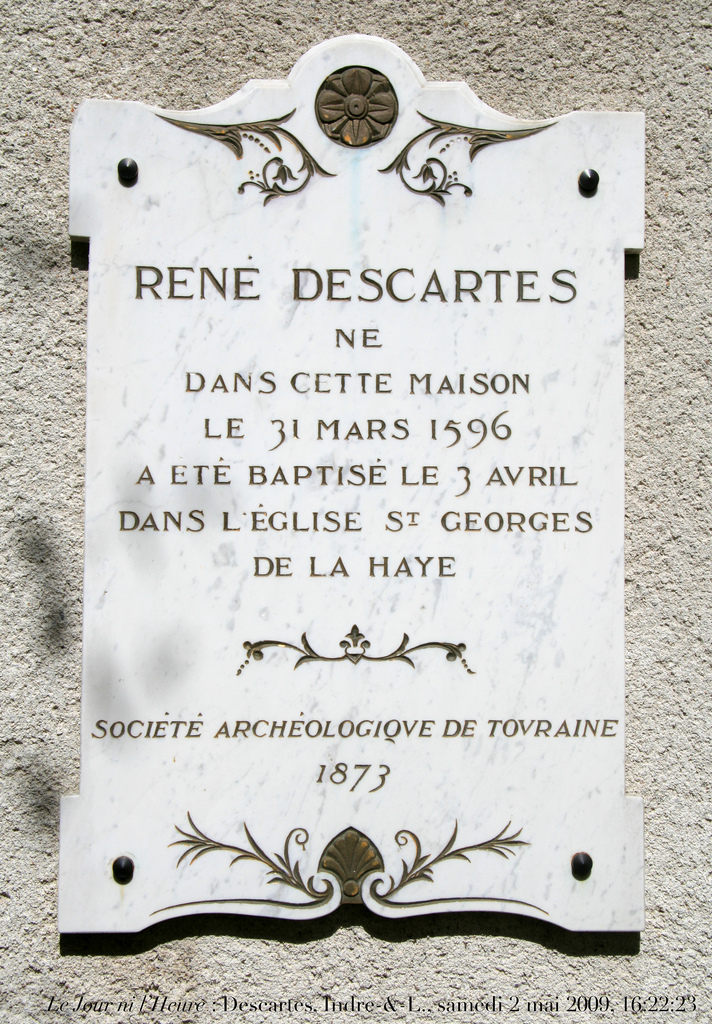 RENÉ DESCARTES
NE
DANS CETTE MAISON
LE 31 MARS 1596
A ETÉ BAPTISÉ LE 3 AVRIL
DANS L'ÉGLISE ST GEORGES
DE LA HAYE
SOCIÉTÉ ARCHÉOLOGIQVE DE TOVRAINE
1873
Le Jour ni l'Heure : Descartes, Indre-&-L., samedi 2 mai 2009, 16:22:23